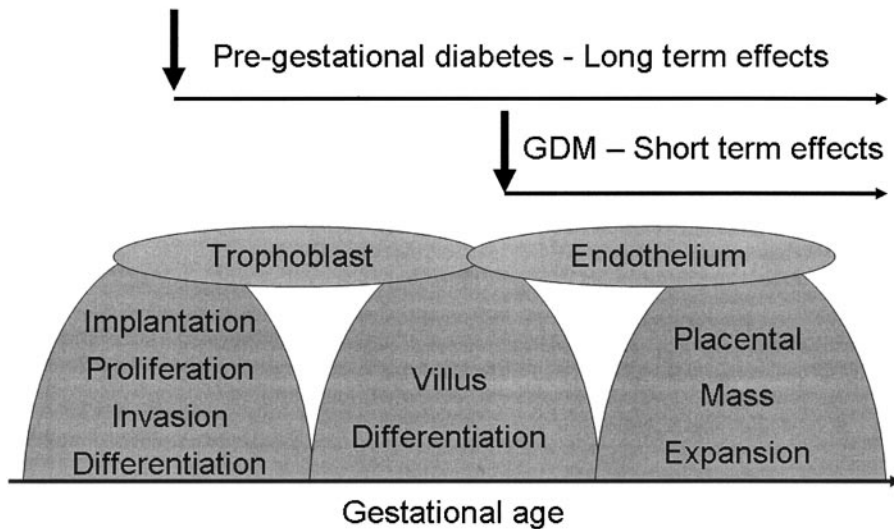 Pre-gestational diabetes - Long term effects
GDM – Short term effects
Trophoblast
Endothelium
Implantation
Proliferation
Invasion
Differentiation
Villus
Differentiation
Placental
Mass
Expansion
Gestational age